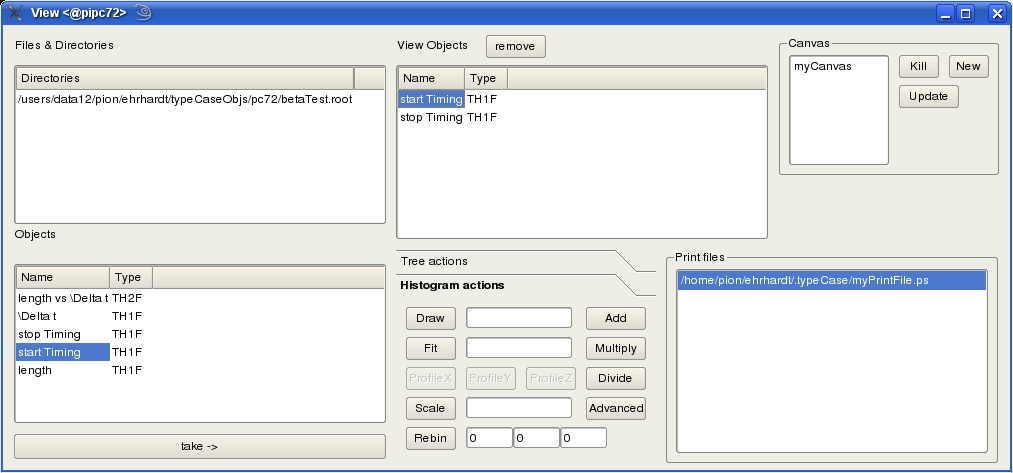 View <@pipc72>
Files & Directories
Directories
/users/data12/pion/ehrhardt/typeCaseObjs/pc72/betaTest.root
Objects
Name Type
length vs \Delta t TH2F
\Delta t TH1F
stop Timing TH1F
start Timing TH1F
length TH1F
take ->
View Objects remove
Name Type
start Timing TH1F
stop Timing TH1F
Tree actions
Histogram actions
Draw Add
Fit Multiply
ProfileX ProfileY ProfileZ Divide
Scale Advanced
Rebin 0 0 0
Canvas
myCanvas
Kill New
Update
Print files
/home/pion/ehrhardt/.typeCase/myPrintFile.ps